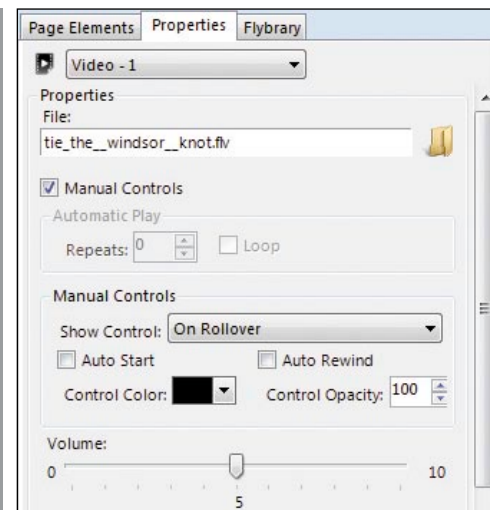 Page Elements Properties Flybrary
Video - 1
Properties
File:
tie_the__windsor__knot.flv
Manual Controls
Automatic Play
Repeats: 0 Loop
Manual Controls
Show Control: On Rollover
Auto Start Auto Rewind
Control Color: Control Opacity: 100
Volume:
0 10
5